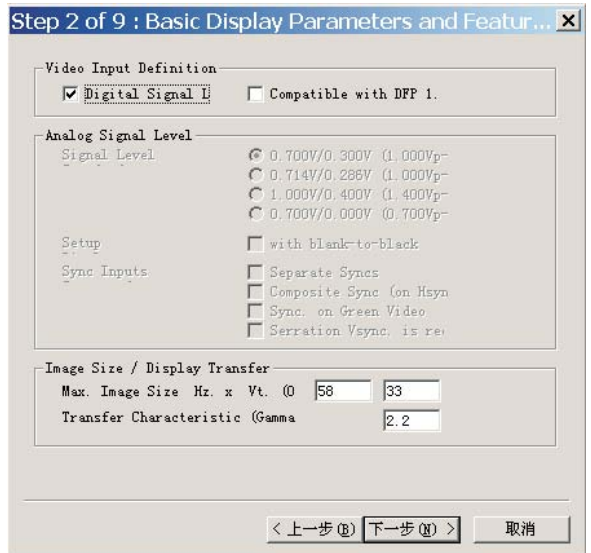 Step 2 of 9 : Basic Display Parameters and Featur...
Video Input Definition
Digital Signal L Compatible with DFP 1.
Analog Signal Level
Signal Level 0.700V/0.300V (1.000Vp-
0.714V/0.286V (1.000Vp-
1.000V/0.400V (1.400Vp-
0.700V/0.000V (0.700Vp-
Setup with blank-to-black
Sync Inputs Separate Syncs
Composite Sync (on Hsyn
Sync. on Green Video
Serration Vsync. is re
Image Size / Display Transfer
Max. Image Size Hz. x Vt. (0 58 33
Transfer Characteristic (Gamma 2.2
< 上一步(B) 下一步(N) > 取消